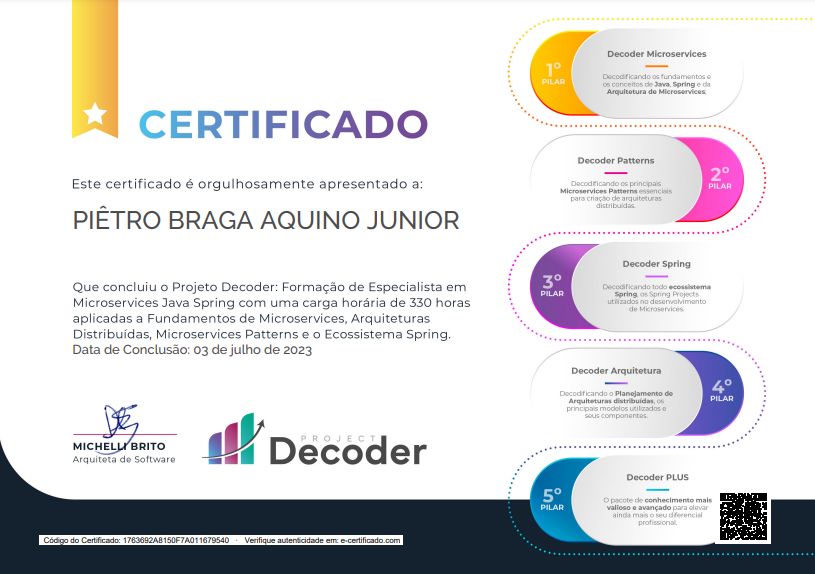 CERTIFICADO
Este certificado é orgulhosamente apresentado a:
PIÊTRO BRAGA AQUINO JUNIOR
Que concluiu o Projeto Decoder: Formação de Especialista em
Microservices Java Spring com uma carga horária de 330 horas
aplicadas a Fundamentos de Microservices, Arquiteturas
Distribuídas, Microservices Patterns e o Ecossistema Spring.
Data de Conclusão: 03 de julho de 2023
MICHELLI BRITO
Arquiteta de Software
PROJECT
Decoder
Código do Certificado: 1763692A8150F7A011679540 · Verifique autenticidade em: e-certificado.com
1º
PILAR
Decoder Microservices
Decodificando os fundamentos e
os conceitos de Java, Spring e da
Arquitetura de Microservices;
2º
PILAR
Decoder Patterns
Decodificando os principais
Microservices Patterns essenciais
para criação de arquiteturas
distribuídas.
3º
PILAR
Decoder Spring
Decodificando todo ecossistema
Spring, os Spring Projects
utilizados no desenvolvimento
de Microservices.
4º
PILAR
Decoder Arquitetura
Decodificando o Planejamento de
Arquiteturas distribuídas, os
principais modelos utilizados e
seus componentes.
5º
PILAR
Decoder PLUS
O pacote de conhecimento mais
valioso e avançado para elevar
ainda mais o seu diferencial
profissional.